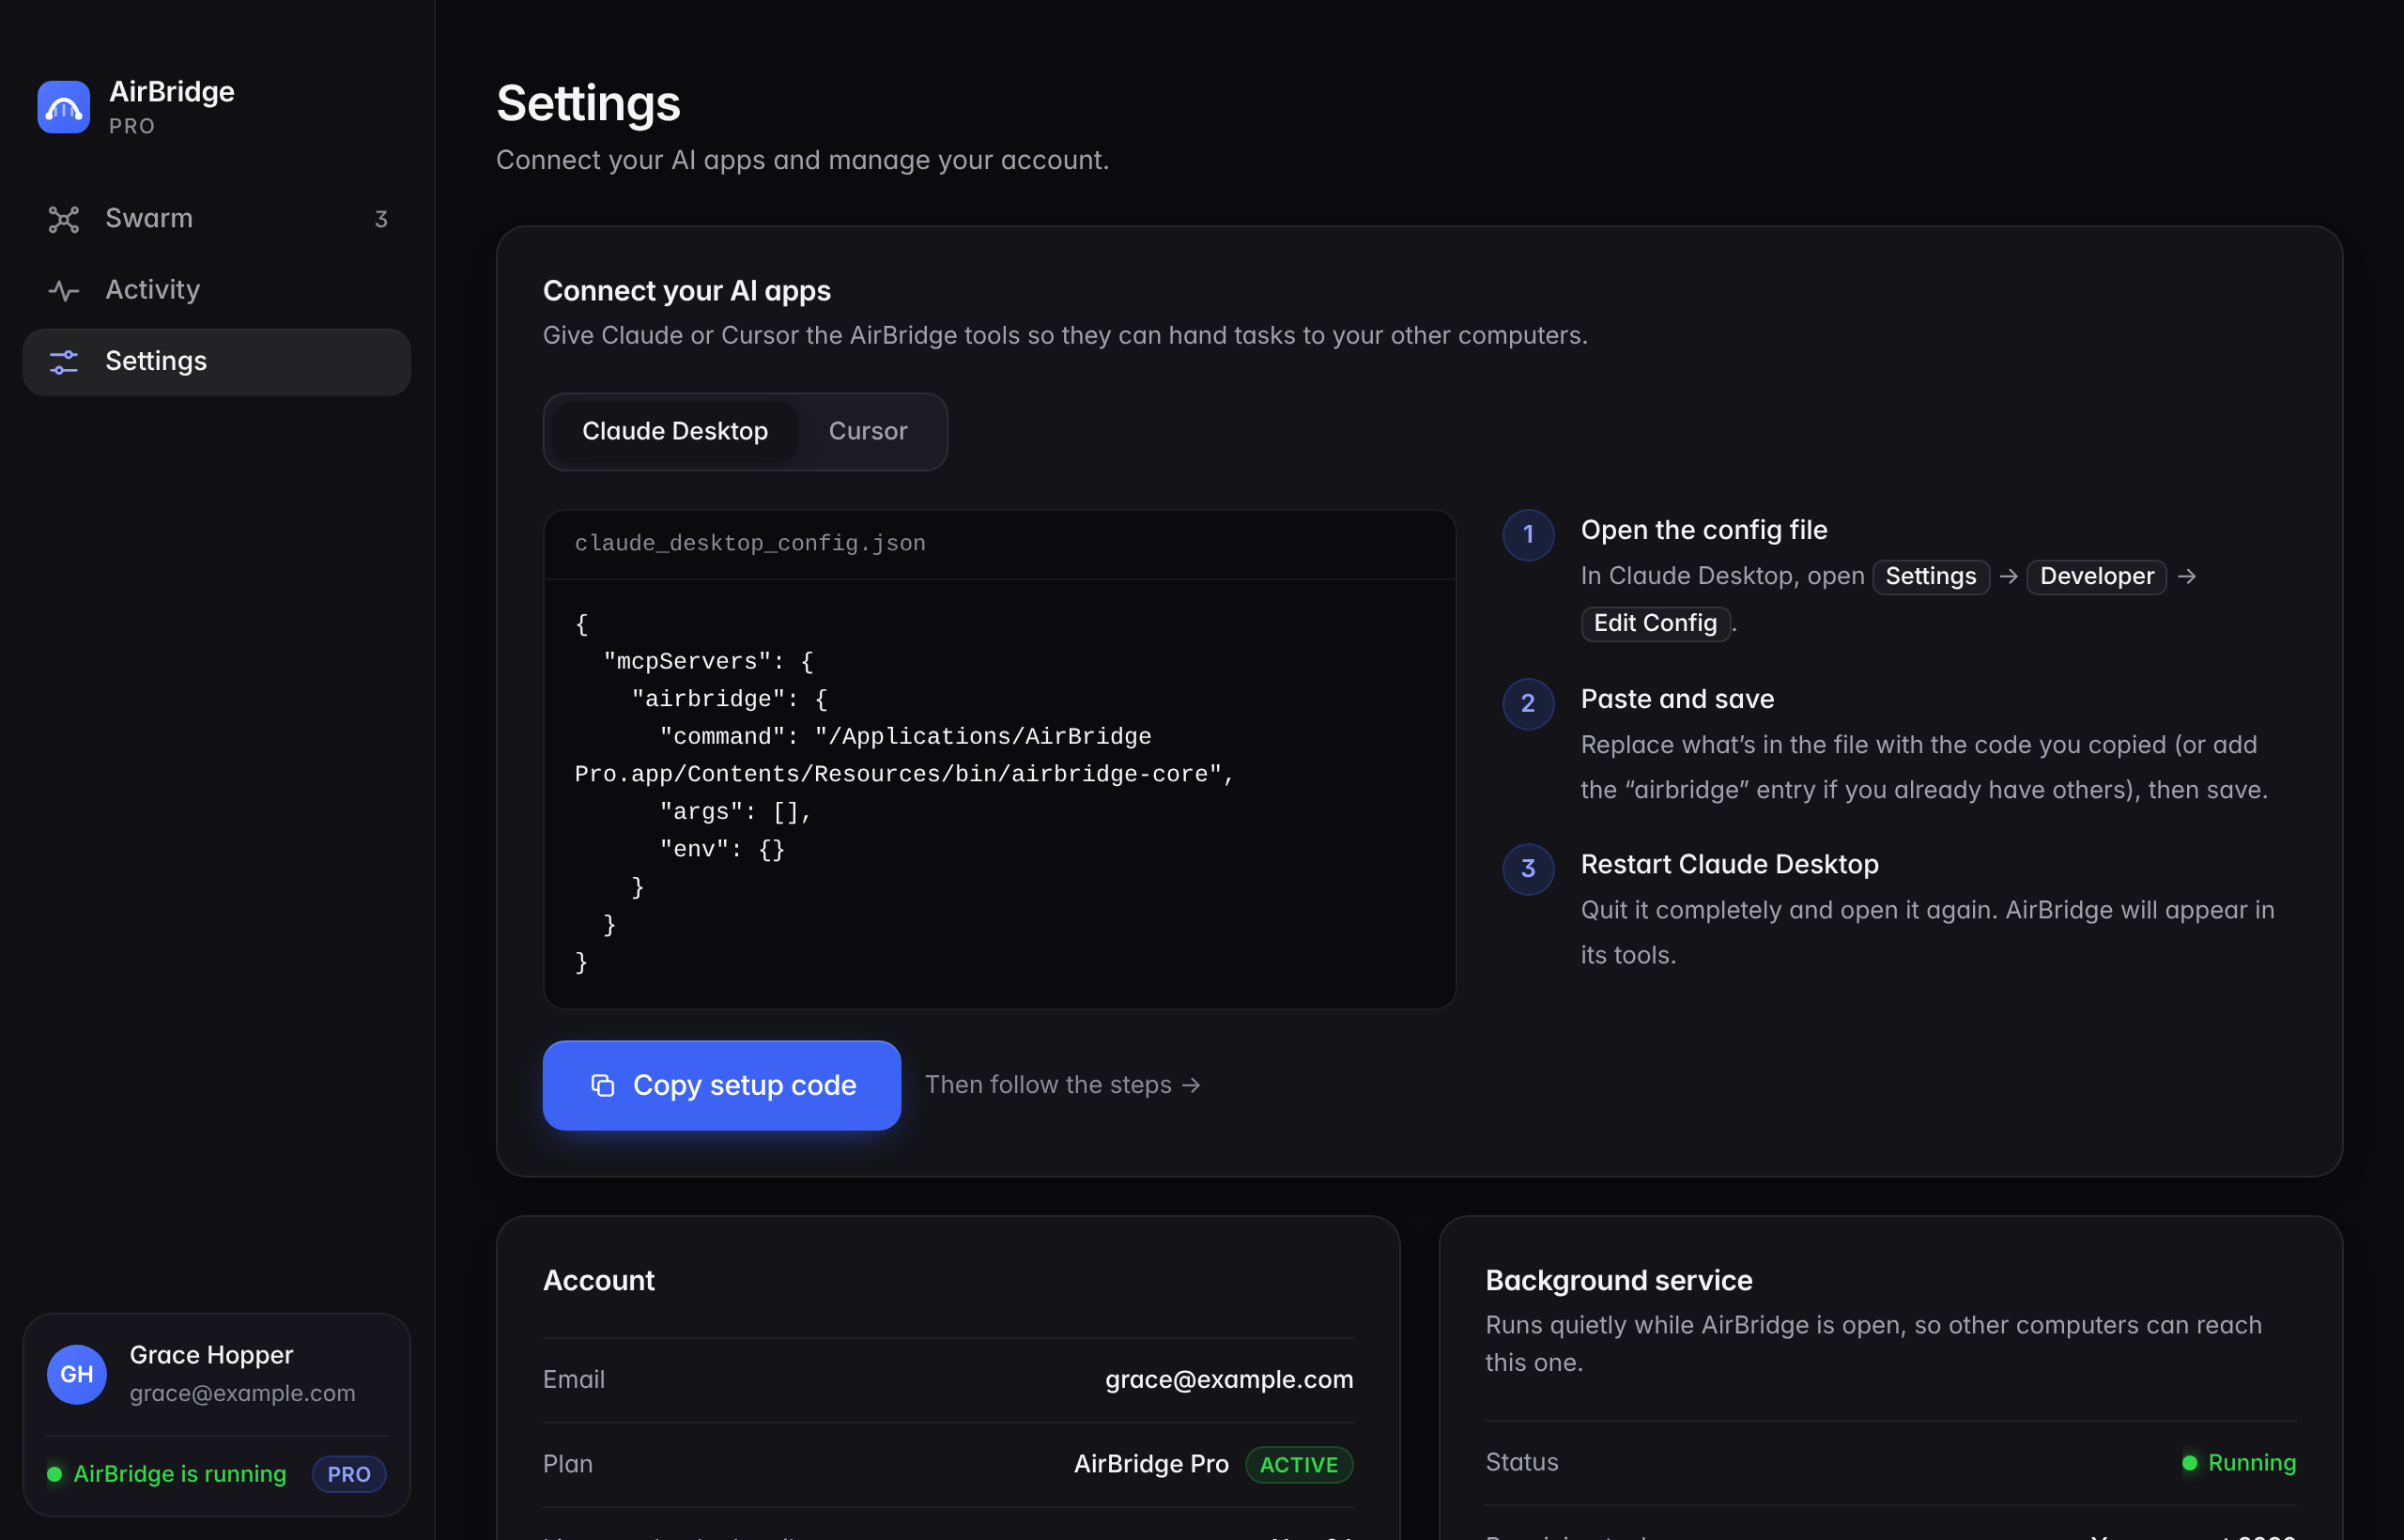 AirBridge
PRO
Swarm 3
Activity
Settings
GH
Grace Hopper
grace@example.com
AirBridge is running PRO
Settings
Connect your AI apps and manage your account.
Connect your AI apps
Give Claude or Cursor the AirBridge tools so they can hand tasks to your other computers.
Claude Desktop Cursor
claude_desktop_config.json
{
  "mcpServers": {
    "airbridge": {
      "command": "/Applications/AirBridge
Pro.app/Contents/Resources/bin/airbridge-core",
      "args": [],
      "env": {}
    }
  }
}
Copy setup code
Then follow the steps →
1
Open the config file
In Claude Desktop, open Settings → Developer →
Edit Config.
2
Paste and save
Replace what’s in the file with the code you copied (or add
the “airbridge” entry if you already have others), then save.
3
Restart Claude Desktop
Quit it completely and open it again. AirBridge will appear in
its tools.
Account
Email grace@example.com
Plan AirBridge Pro ACTIVE
Background service
Runs quietly while AirBridge is open, so other computers can reach
this one.
Status Running